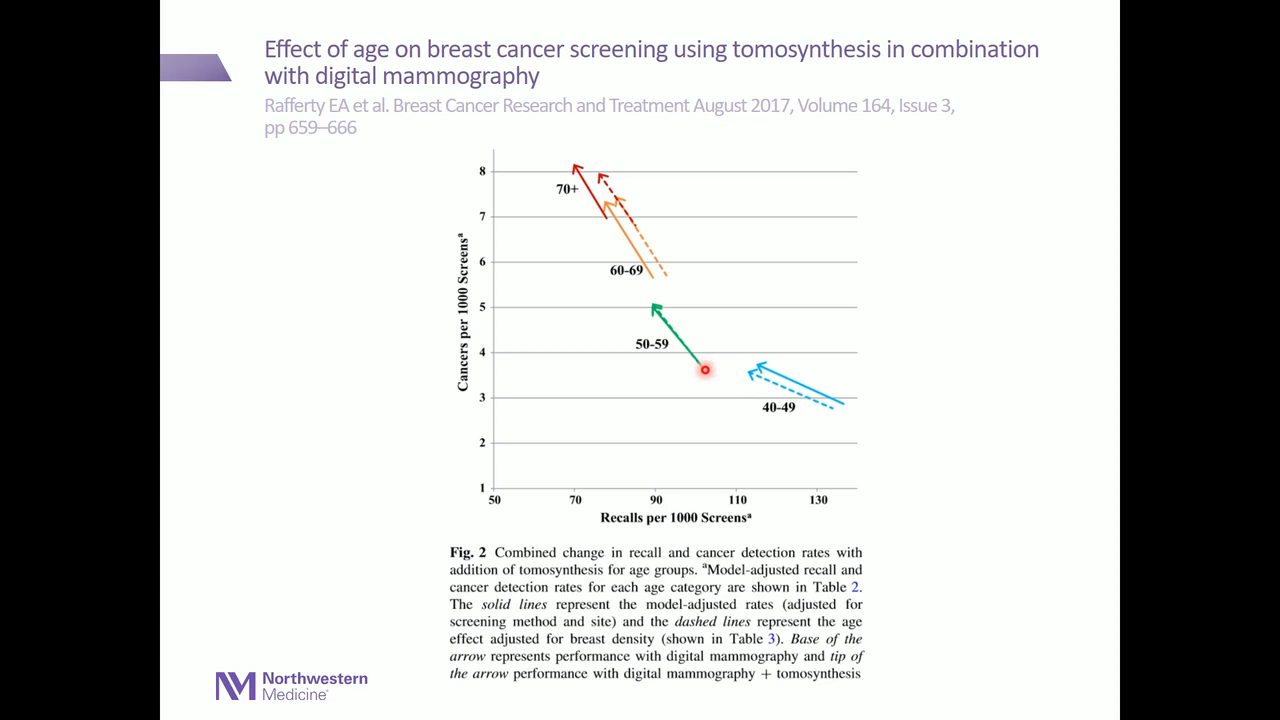 Effect of age on breast cancer screening using tomosynthesis in combination
with digital mammography
Rafferty EA et al. Breast Cancer Research and Treatment August 2017, Volume 164, Issue 3,
pp 659–666
Cancers per 1000 Screensᵃ
8
7
6
5
4
3
2
1
70+
60-69
50-59
40-49
50 70 90 110 130
Recalls per 1000 Screensᵃ
Fig. 2 Combined change in recall and cancer detection rates with
addition of tomosynthesis for age groups. ᵃModel-adjusted recall and
cancer detection rates for each age category are shown in Table 2.
The solid lines represent the model-adjusted rates (adjusted for
screening method and site) and the dashed lines represent the age
effect adjusted for breast density (shown in Table 3). Base of the
arrow represents performance with digital mammography and tip of
the arrow performance with digital mammography + tomosynthesis
NM Northwestern
Medicine®